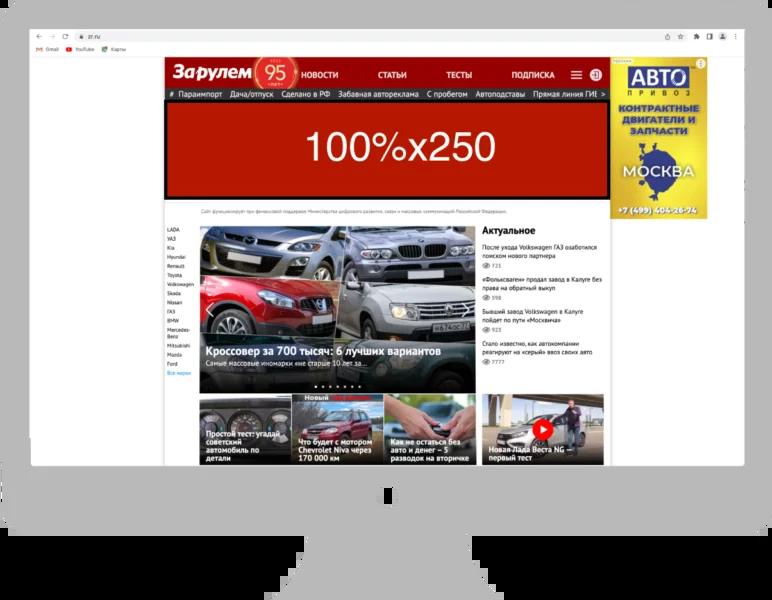 zr.ru
Gmail YouTube Карты
За рулем
95
ЛЕТ
НОВОСТИ СТАТЬИ ТЕСТЫ ПОДПИСКА
# Параимпорт Дача/отпуск Сделано в РФ Забавная автореклама С пробегом Автоподставы Прямая линия ГИБ >
100%x250
АВТО
ПРИВОЗ
КОНТРАКТНЫЕ
ДВИГАТЕЛИ И
ЗАПЧАСТИ
МОСКВА
+7 (499) 404-26-74
Сайт функционирует при финансовой поддержке Министерства цифрового развития, связи и массовых коммуникаций Российской Федерации.
LADA
УАЗ
Kia
Hyundai
Renault
Toyota
Volkswagen
Skoda
Nissan
ГАЗ
BMW
Mercedes-
Benz
Mitsubishi
Mazda
Ford
Все марки
Кроссовер за 700 тысяч: 6 лучших вариантов
Самые массовые иномарки «не старше 10 лет за...
Актуальное
После ухода Volkswagen ГАЗ озаботился
поиском нового партнера
721
«Фольксваген» продал завод в Калуге без
права на обратный выкуп
598
Бывший завод Volkswagen в Калуге
пойдет по пути «Москвича»
923
Стало известно, как автокомпании
реагируют на «серый» ввоз своих авто
7777
Простой тест: угадай
советский
автомобиль по
детали
Новый
Что будет с мотором
Chevrolet Niva через
170 000 км
Как не остаться без
авто и денег – 5
разводок на вторичке
Новая Лада Веста NG —
первый тест